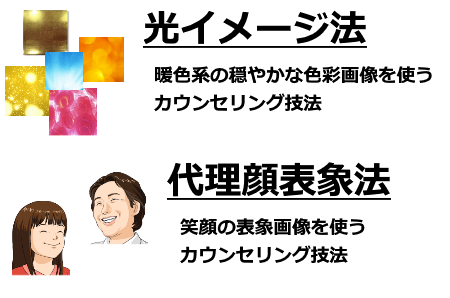 光イメージ法
暖色系の穏やかな色彩画像を使う
カウンセリング技法
代理顔表象法
笑顔の表象画像を使う
カウンセリング技法